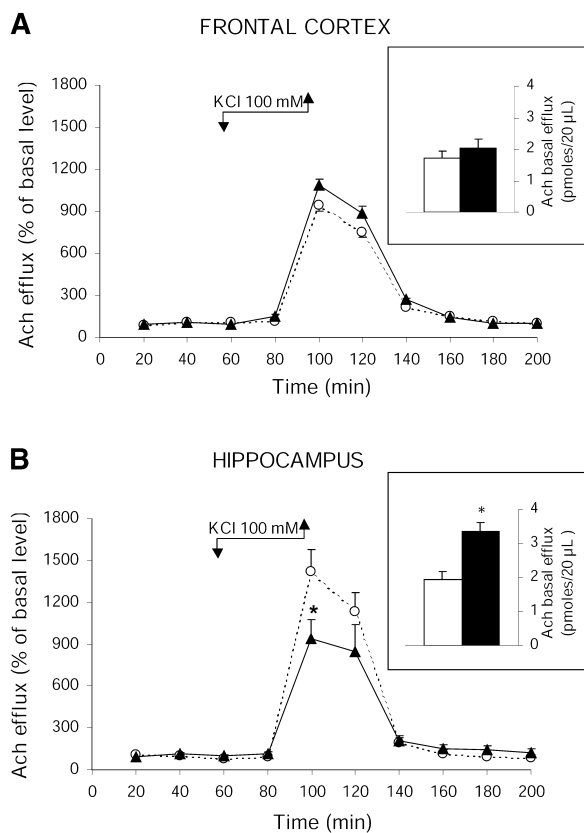 A
FRONTAL CORTEX
1800
1500
1200
900
600
300
0
Ach efflux (% of basal level)
KCl 100 mM
0 20 40 60 80 100 120 140 160 180 200
Time (min)
4
3
2
1
0
Ach basal efflux
(pmoles/20 µL)
B
HIPPOCAMPUS
1800
1500
1200
900
600
300
0
Ach efflux (% of basal level)
KCl 100 mM
*
0 20 40 60 80 100 120 140 160 180 200
Time (min)
*
4
3
2
1
0
Ach basal efflux
(pmoles/20 µL )